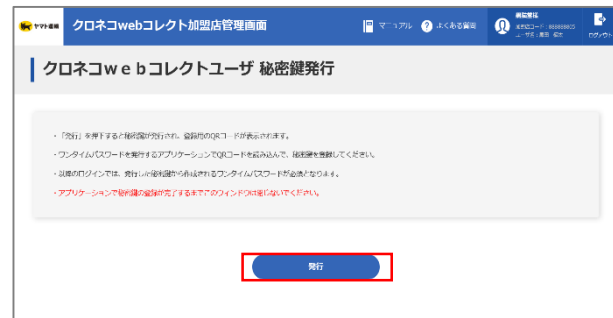 ヤマト運輸
クロネコwebコレクト加盟店管理画面
マニュアル
よくある質問
ログアウト
クロネコｗｅｂコレクトユーザ 秘密鍵発行
・「発行」を押下すると秘密鍵が発行され、登録用のQRコードが表示されます。
・ワンタイムパスワードを発行するアプリケーションでQRコードを読み込んで、秘密鍵を登録してください。
・以降のログインでは、発行した秘密鍵から作成されるワンタイムパスワードが必須となります。
・アプリケーションで秘密鍵の登録が完了するまでこのウィンドウは閉じないでください。
発行